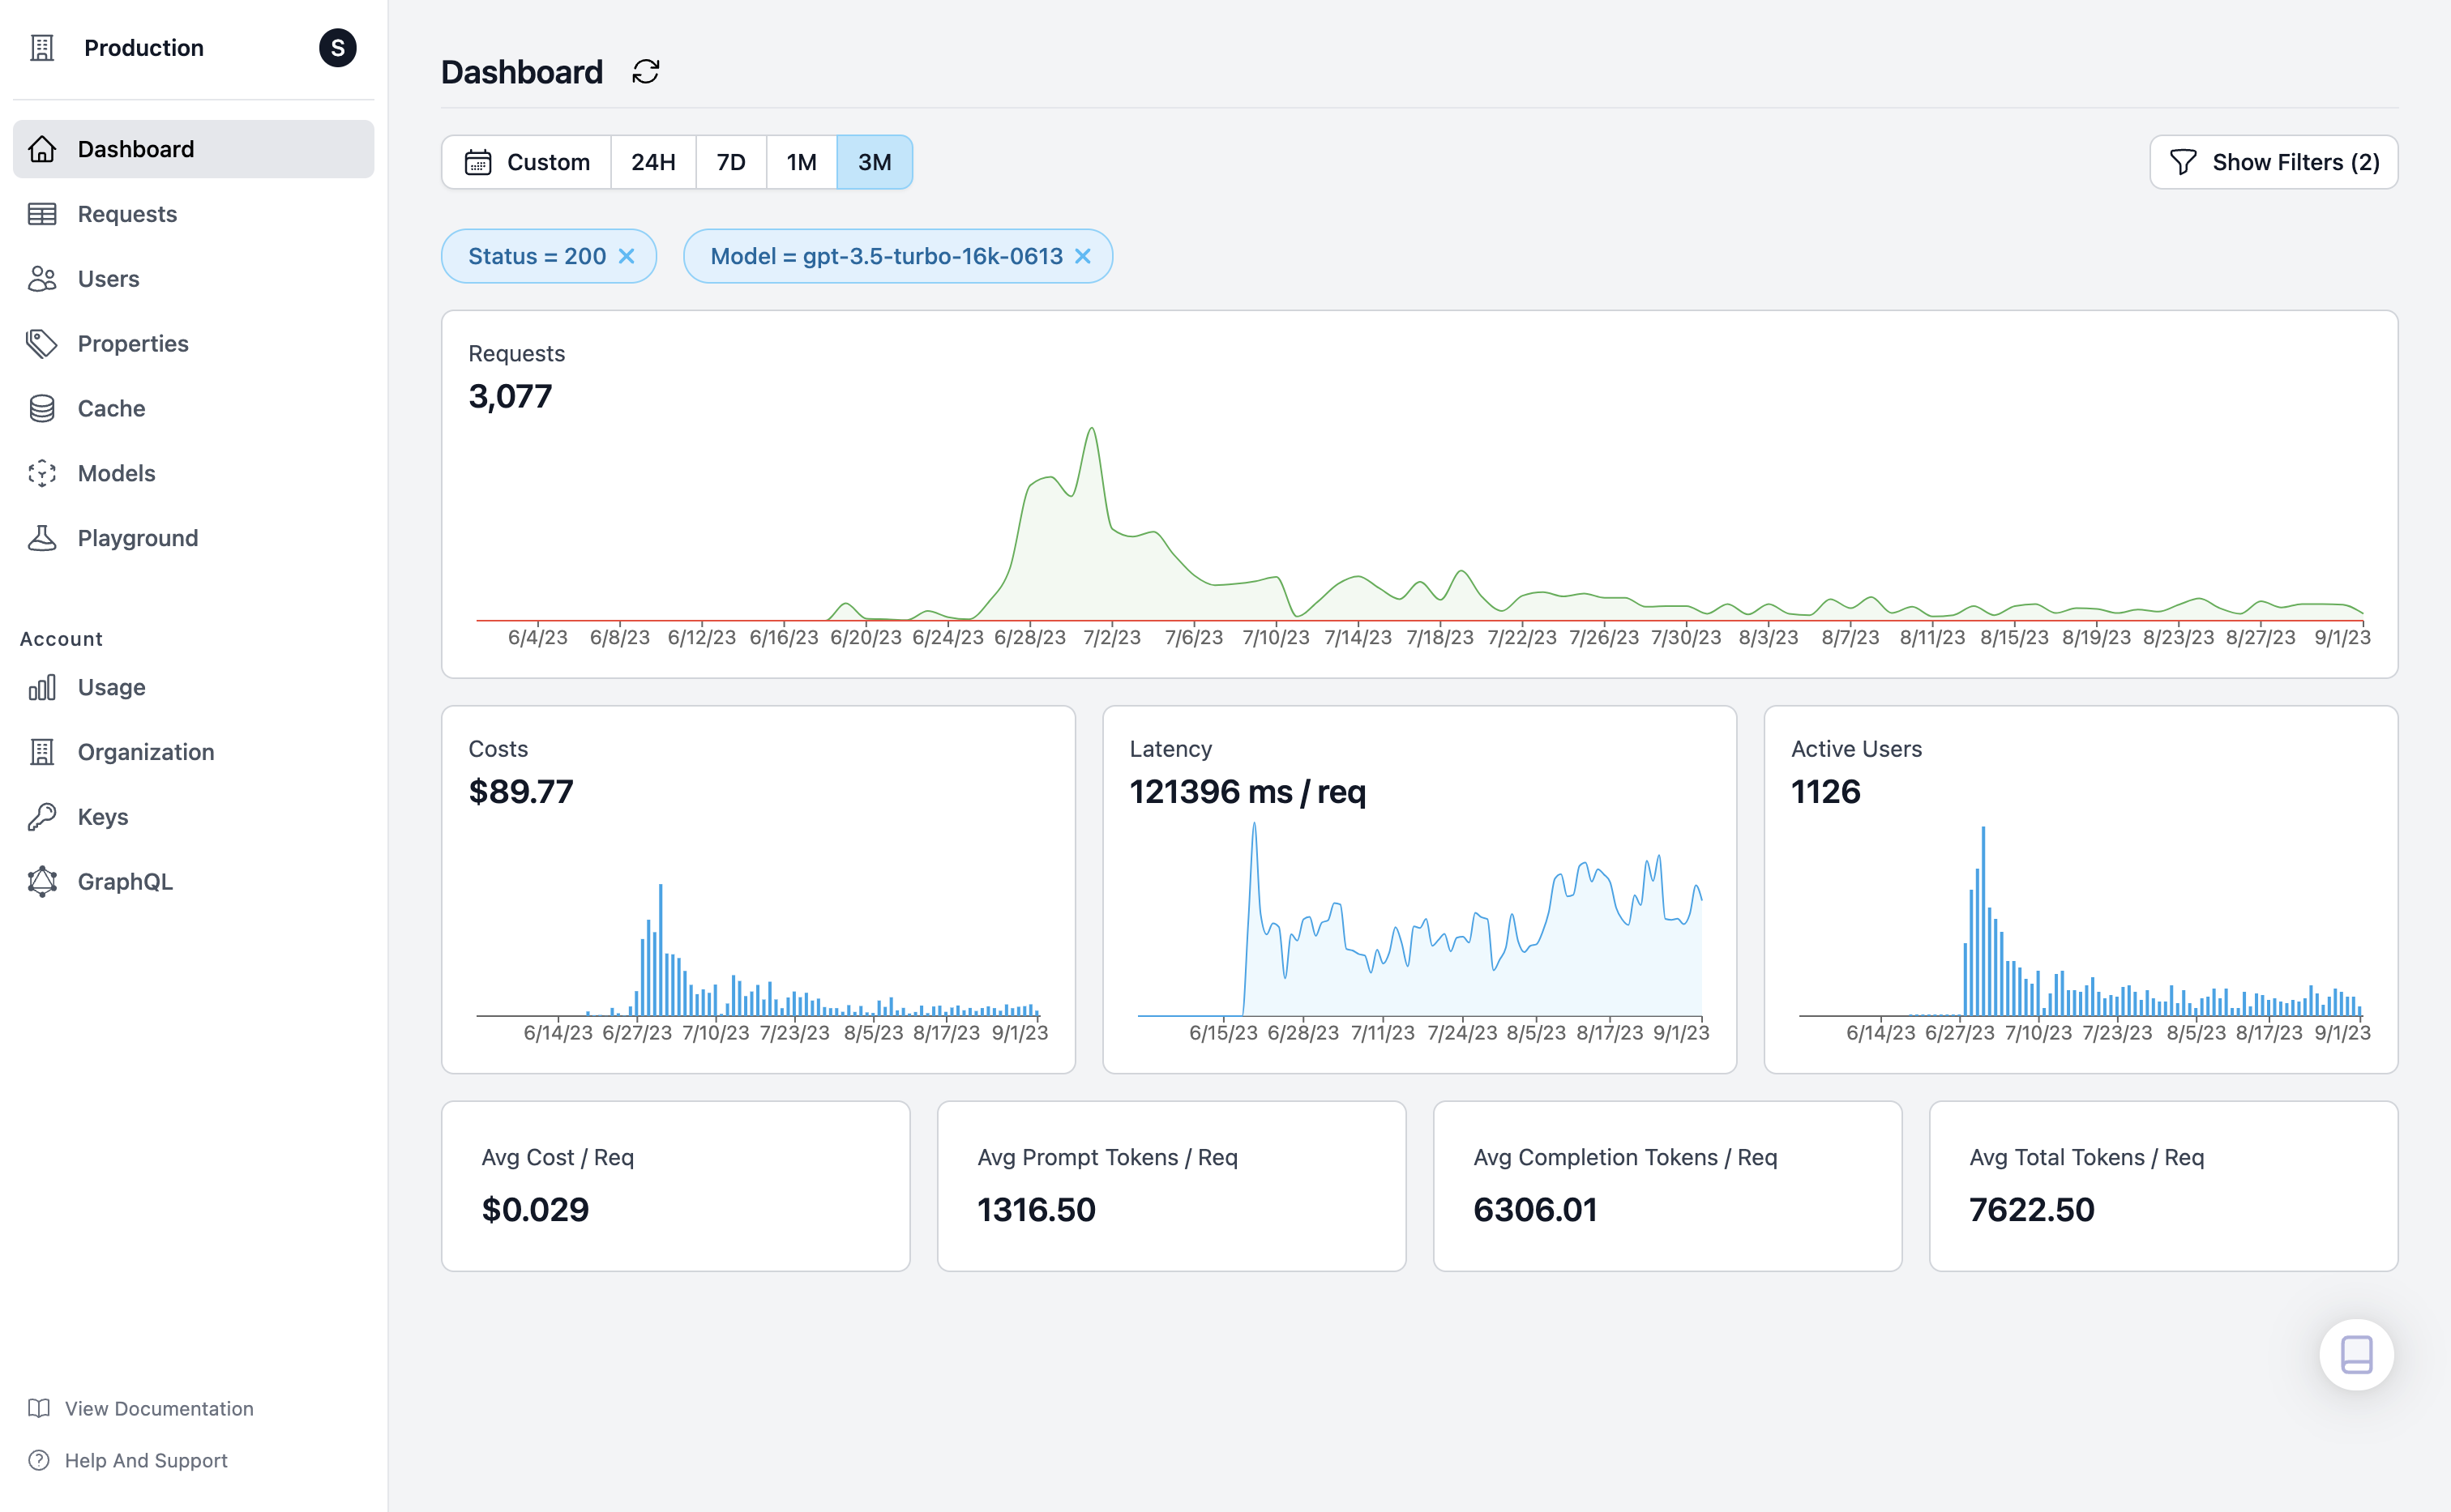 Production
S
Dashboard
Requests
Users
Properties
Cache
Models
Playground
Account
Usage
Organization
Keys
GraphQL
View Documentation
Help And Support
Dashboard
Custom
24H
7D
1M
3M
Show Filters (2)
Status = 200
Model = gpt-3.5-turbo-16k-0613
Requests
3,077
6/4/23 6/8/23 6/12/23 6/16/23 6/20/23 6/24/23 6/28/23 7/2/23 7/6/23 7/10/23 7/14/23 7/18/23 7/22/23 7/26/23 7/30/23 8/3/23 8/7/23 8/11/23 8/15/23 8/19/23 8/23/23 8/27/23 9/1/23
Costs
$89.77
6/14/23 6/27/23 7/10/23 7/23/23 8/5/23 8/17/23 9/1/23
Latency
121396 ms / req
6/15/23 6/28/23 7/11/23 7/24/23 8/5/23 8/17/23 9/1/23
Active Users
1126
6/14/23 6/27/23 7/10/23 7/23/23 8/5/23 8/17/23 9/1/23
Avg Cost / Req
$0.029
Avg Prompt Tokens / Req
1316.50
Avg Completion Tokens / Req
6306.01
Avg Total Tokens / Req
7622.50